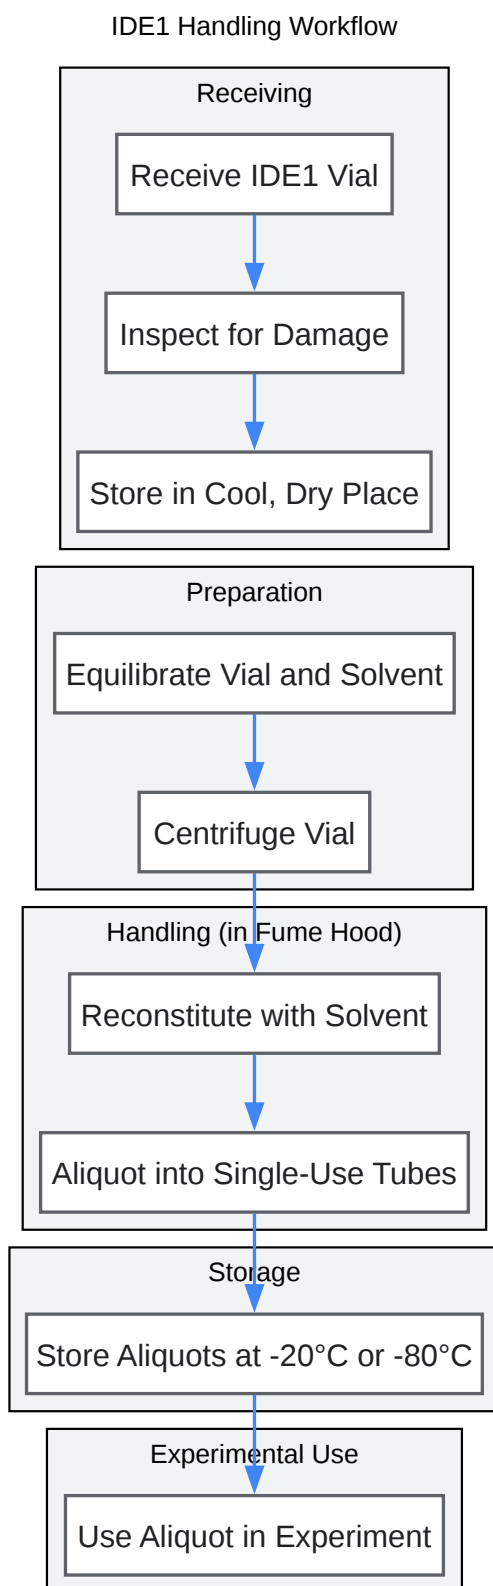 IDE1 Handling Workflow
Receiving
Receive IDE1 Vial
Inspect for Damage
Store in Cool, Dry Place
Preparation
Equilibrate Vial and Solvent
Centrifuge Vial
Handling (in Fume Hood)
Reconstitute with Solvent
Aliquot into Single-Use Tubes
Storage
Store Aliquots at -20°C or -80°C
Experimental Use
Use Aliquot in Experiment